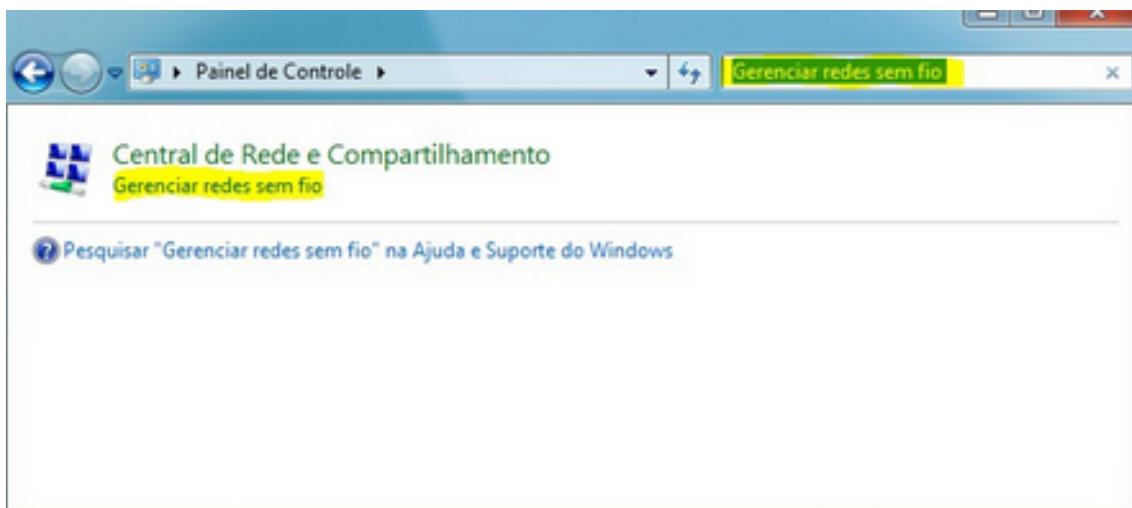 Painel de Controle
Gerenciar redes sem fio
Central de Rede e Compartilhamento
Gerenciar redes sem fio
Pesquisar "Gerenciar redes sem fio" na Ajuda e Suporte do Windows